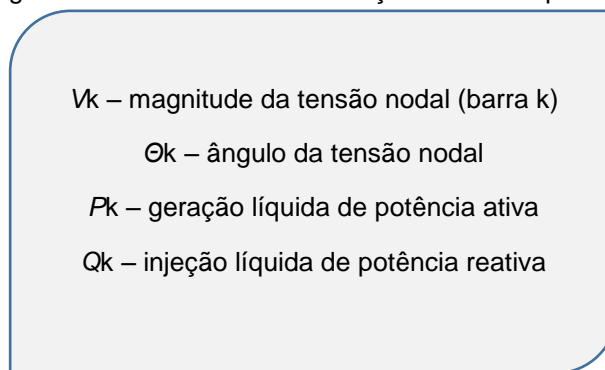 Vk – magnitude da tensão nodal (barra k)
Θk – ângulo da tensão nodal
Pk – geração líquida de potência ativa
Qk – injeção líquida de potência reativa